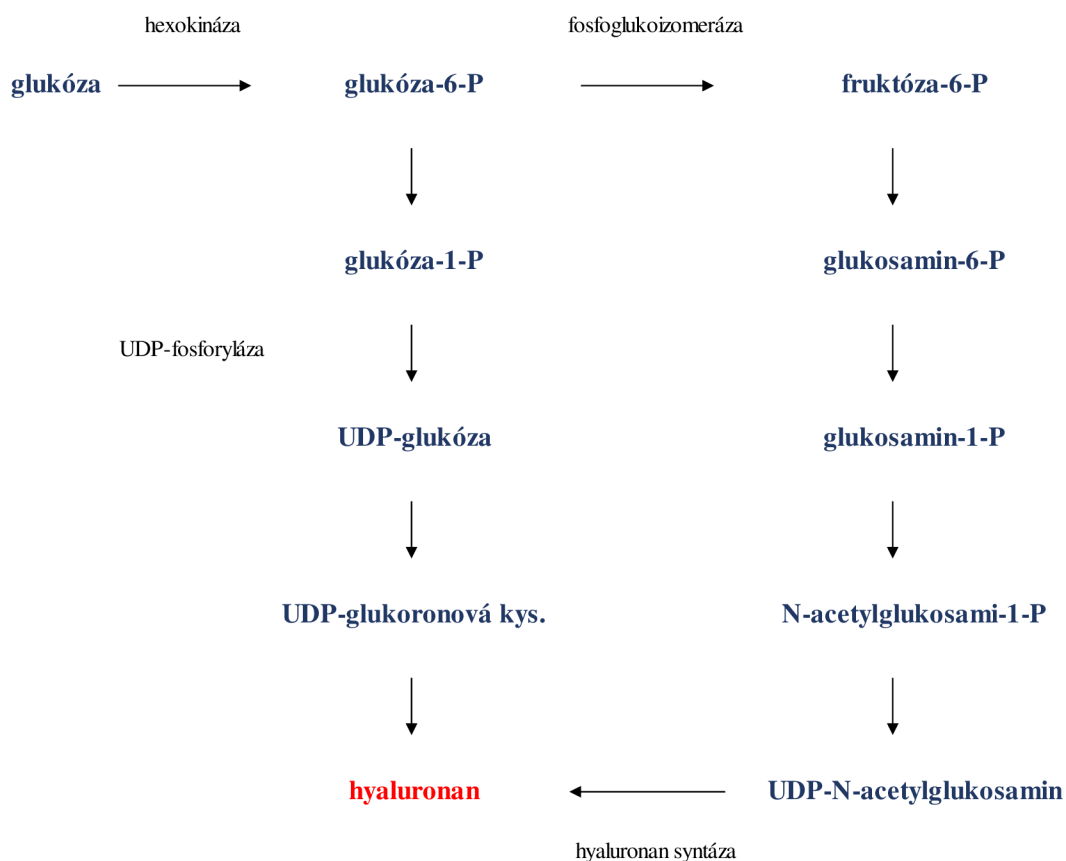 hexokináza
fosfoglukoizomeráza
glukóza
glukóza-6-P
fruktóza-6-P
glukóza-1-P
glukosamin-6-P
UDP-fosforyláza
UDP-glukóza
glukosamin-1-P
UDP-glukoronová kys.
N-acetylglukosami-1-P
hyaluronan
UDP-N-acetylglukosamin
hyaluronan syntáza